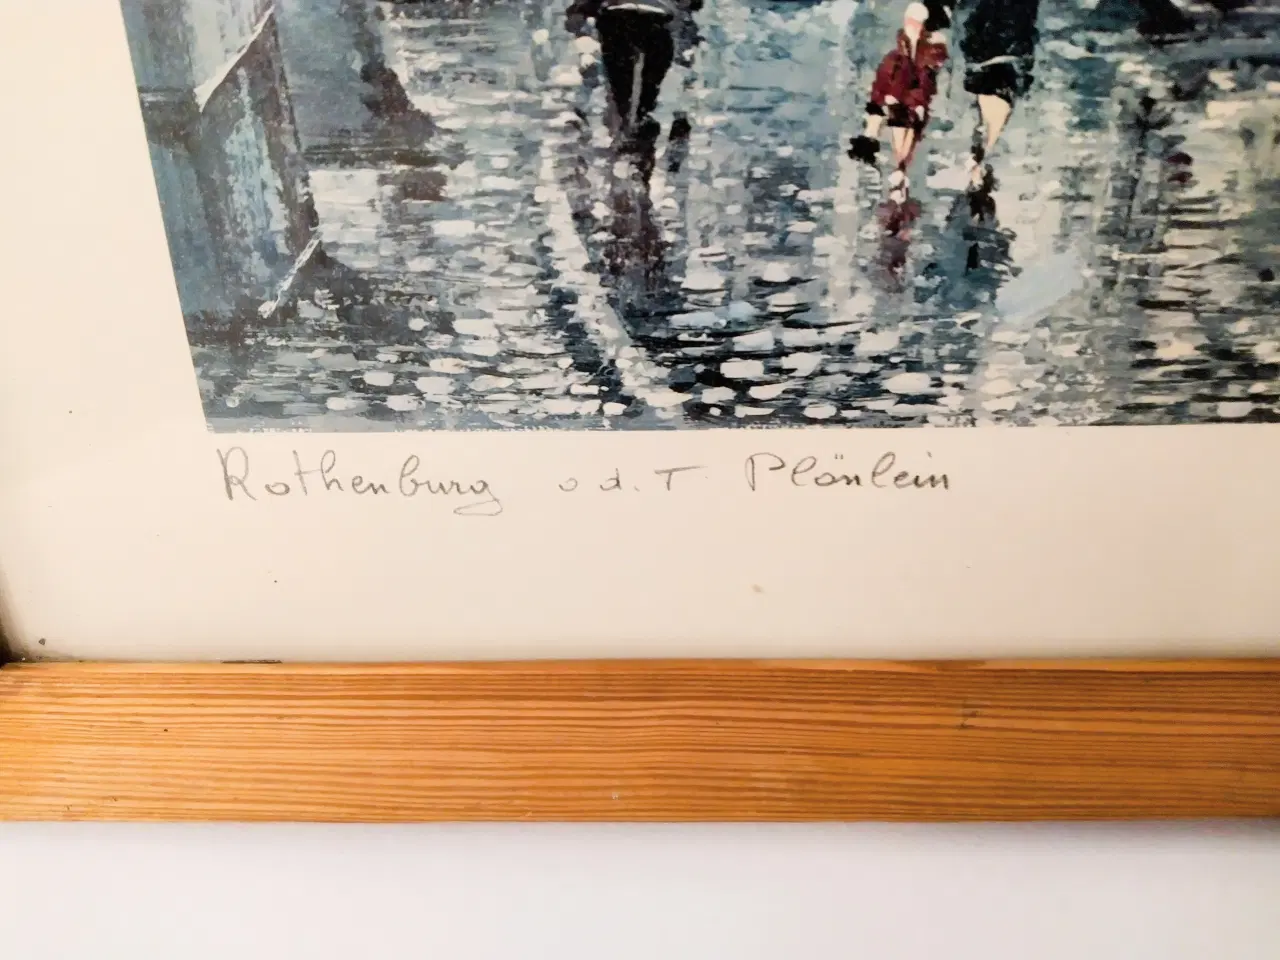 Rothenburg o d. T. Plönlein